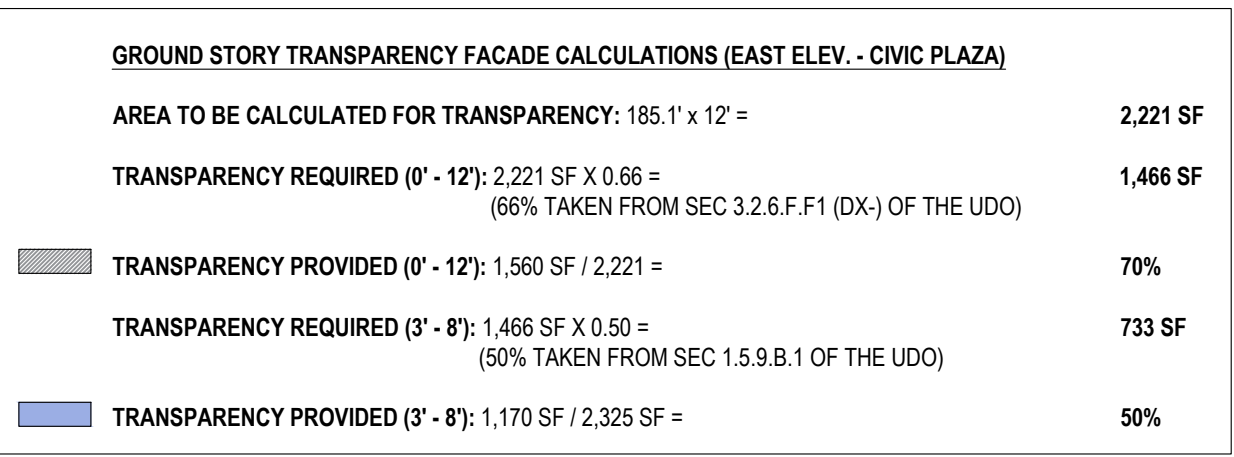 GROUND STORY TRANSPARENCY FACADE CALCULATIONS (EAST ELEV. - CIVIC PLAZA)
AREA TO BE CALCULATED FOR TRANSPARENCY: 185.1' x 12' = 2,221 SF
TRANSPARENCY REQUIRED (0' - 12'): 2,221 SF X 0.66 = 1,466 SF
(66% TAKEN FROM SEC 3.2.6.F.F1 (DX-) OF THE UDO)
TRANSPARENCY PROVIDED (0' - 12'): 1,560 SF / 2,221 = 70%
TRANSPARENCY REQUIRED (3' - 8'): 1,466 SF X 0.50 = 733 SF
(50% TAKEN FROM SEC 1.5.9.B.1 OF THE UDO)
TRANSPARENCY PROVIDED (3' - 8'): 1,170 SF / 2,325 SF = 50%